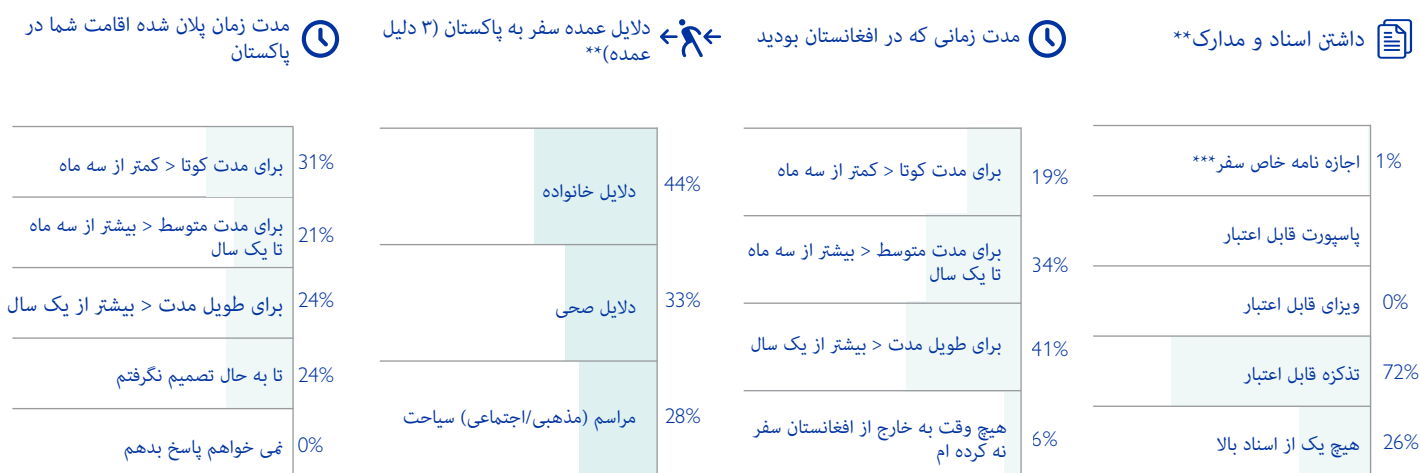 داشتن اسناد و مدارک**
اجازه نامه خاص سفر***
1%
پاسپورت قابل اعتبار
ویزای قابل اعتبار
0%
تذکره قابل اعتبار
72%
هیچ یک از اسناد بالا
26%
مدت زمانی که در افغانستان بودید
برای مدت کوتا < کمتر از سه ماه
19%
برای مدت متوسط < بیشتر از سه ماه
تا یک سال
34%
برای طویل مدت < بیشتر از یک سال
41%
هیچ وقت به خارج از افغانستان سفر
نه کرده ام
6%
دلایل عمده سفر به پاکستان (۳ دلیل
عمده)**
دلایل خانواده
44%
دلایل صحی
33%
مراسم (مذهبی/اجتماعی) سیاحت
28%
مدت زمان پلان شده اقامت شما در
پاکستان
برای مدت کوتا < کمتر از سه ماه
31%
برای مدت متوسط < بیشتر از سه ماه
تا یک سال
21%
برای طویل مدت < بیشتر از یک سال
24%
تا به حال تصمیم نگرفتم
24%
نمی خواهم پاسخ بدهم
0%